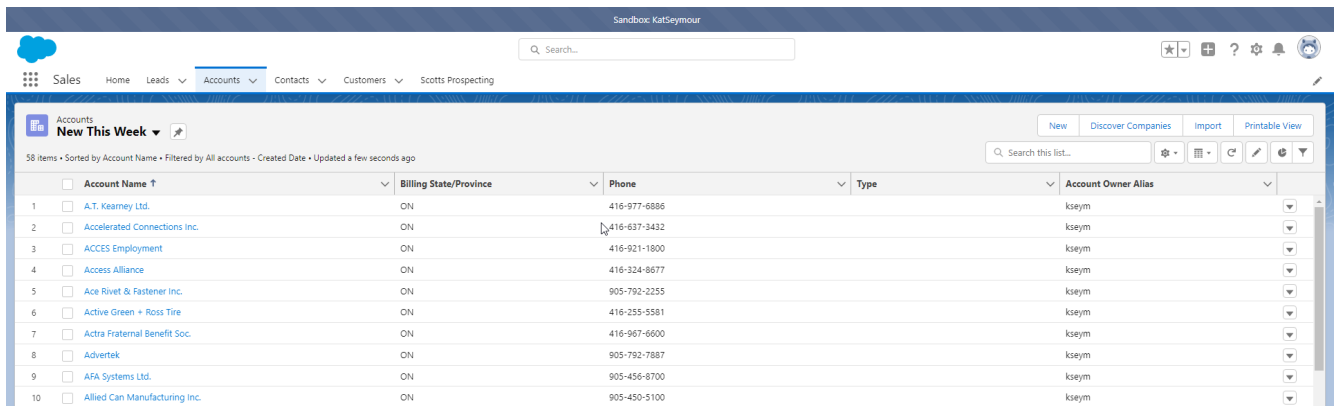 Sandbox: KatSeymour
Search...
Sales Home Leads Accounts Contacts Customers Scotts Prospecting
Accounts
New This Week
New Discover Companies Import Printable View
58 items • Sorted by Account Name • Filtered by All accounts - Created Date • Updated a few seconds ago
Search this list...
Account Name ↑ Billing State/Province Phone Type Account Owner Alias
1 A.T. Kearney Ltd. ON 416-977-6886 kseym
2 Accelerated Connections Inc. ON 416-637-3432 kseym
3 ACCES Employment ON 416-921-1800 kseym
4 Access Alliance ON 416-324-8677 kseym
5 Ace Rivet & Fastener Inc. ON 905-792-2255 kseym
6 Active Green + Ross Tire ON 416-255-5581 kseym
7 Actra Fraternal Benefit Soc. ON 416-967-6600 kseym
8 Advertek ON 905-792-7887 kseym
9 AFA Systems Ltd. ON 905-456-8700 kseym
10 Allied Can Manufacturing Inc. ON 905-450-5100 kseym